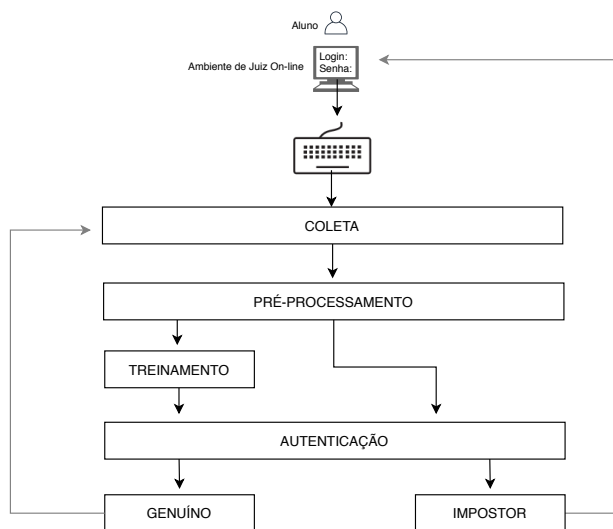 Aluno
Ambiente de Juiz On-line
Login:
Senha:
COLETA
PRÉ-PROCESSAMENTO
TREINAMENTO
AUTENTICAÇÃO
GENUÍNO
IMPOSTOR